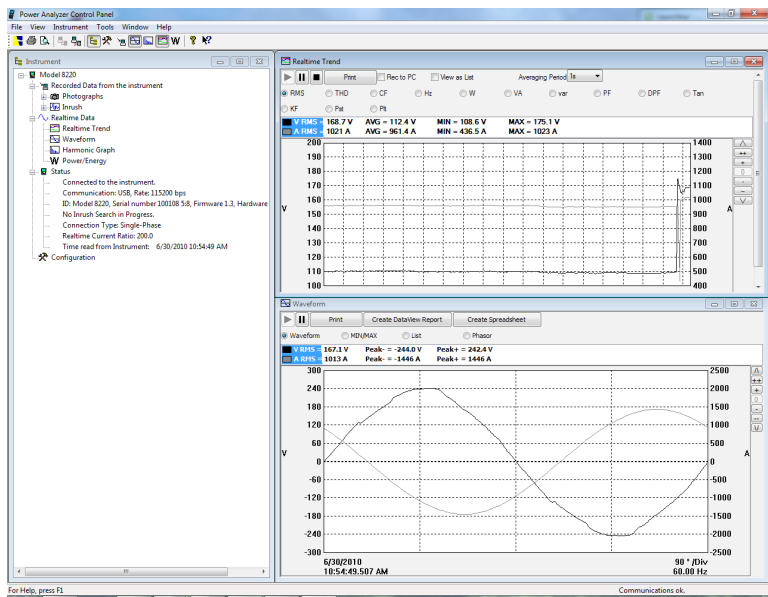 Power Analyzer Control Panel
File View Instrument Tools Window Help
W ?
Instrument
Model 8220
Recorded Data from the instrument
Photographs
Inrush
Realtime Data
Realtime Trend
Waveform
Harmonic Graph
W Power/Energy
Status
Connected to the instrument.
Communication: USB, Rate: 115200 bps
ID: Model 8220, Serial number 100108 5:8, Firmware 1.3, Hardware
No Inrush Search in Progress.
Connection Type: Single-Phase
Realtime Current Ratio: 200.0
Time read from Instrument: 6/30/2010 10:54:49 AM
Configuration
Realtime Trend
Print Rec to PC View as List Averaging Period 1s
RMS THD CF Hz W VA var PF DPF Tan
KF Pst Plt
V RMS = 168.7 V AVG = 112.4 V MIN = 108.6 V MAX = 175.1 V
A RMS = 1021 A AVG = 961.4 A MIN = 436.5 A MAX = 1023 A
200 1400
190 1300
180 1200
170 1100
160
V 900 A
150
140 800
130 700
120 600
110 500
100 400
++
+
0
-
--
Waveform
Print Create DataView Report Create Spreadsheet
Waveform MIN/MAX List Phasor
V RMS = 167.1 V Peak- = -244.0 V Peak+ = 242.4 V
A RMS = 1013 A Peak- = -1446 A Peak+ = 1446 A
300 2500
240 2000
180 1500
120 1000
60 500
V A
0 0
-60 -500
-120 -1000
-180 -1500
-240 -2000
-300 -2500
++
+
0
-
--
6/30/2010 90 ° /Div
10:54:49.507 AM 60.00 Hz
For Help, press F1 Communications ok.